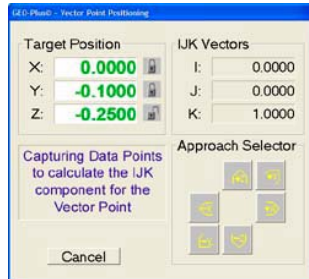 GEO-Plus© - Vector Point Positioning
Target Position
X: 0.0000
Y: -0.1000
Z: -0.2500
IJK Vectors
I: 0.0000
J: 0.0000
K: 1.0000
Capturing Data Points
to calculate the IJK
component for the
Vector Point
Approach Selector
Cancel